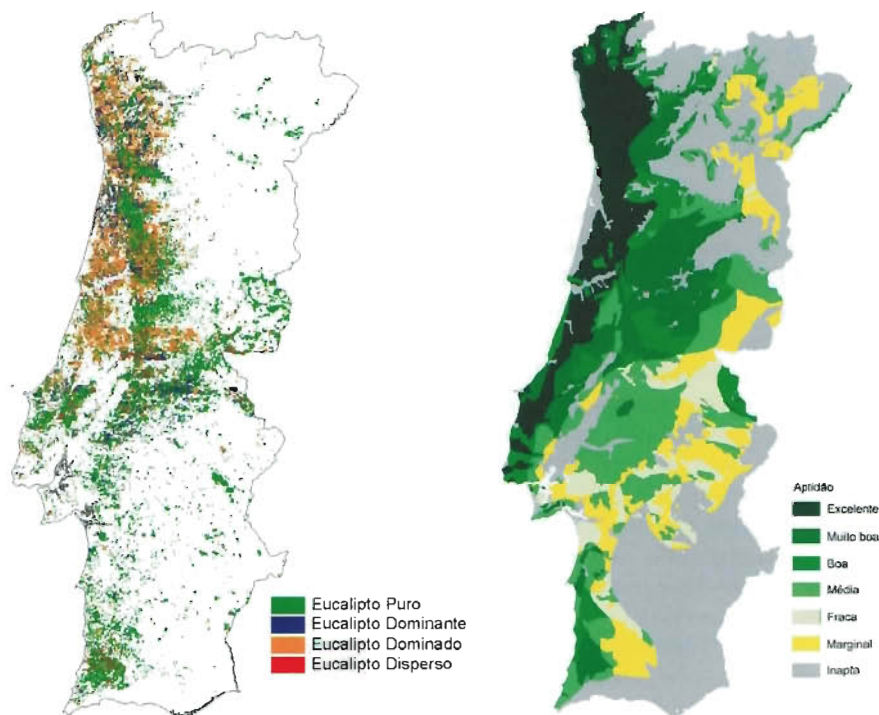 Eucalipto Puro
Eucalipto Dominante
Eucalipto Dominado
Eucalipto Disperso
Aptidão
Excelente
Muito boa
Boa
Média
Fraca
Marginal
Inapta